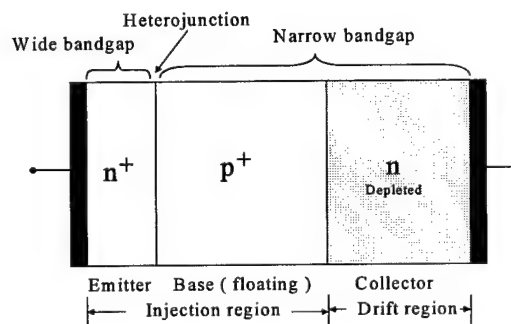 Heterojunction
Wide bandgap
Narrow bandgap
n+
p+
n
Depleted
Emitter Base ( floating) Collector
Injection region Drift region